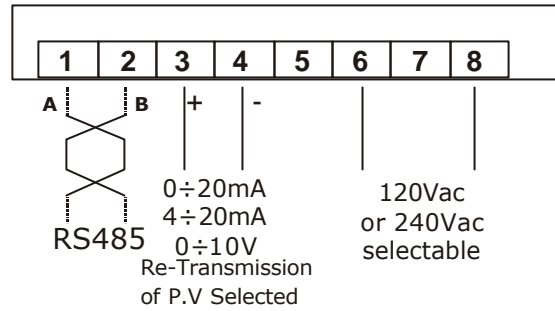 1 2 3 4 5 6 7 8
A B + -
RS485
0÷20mA
4÷20mA
0÷10V
Re-Transmission
of P.V Selected
120Vac
or 240Vac
selectable